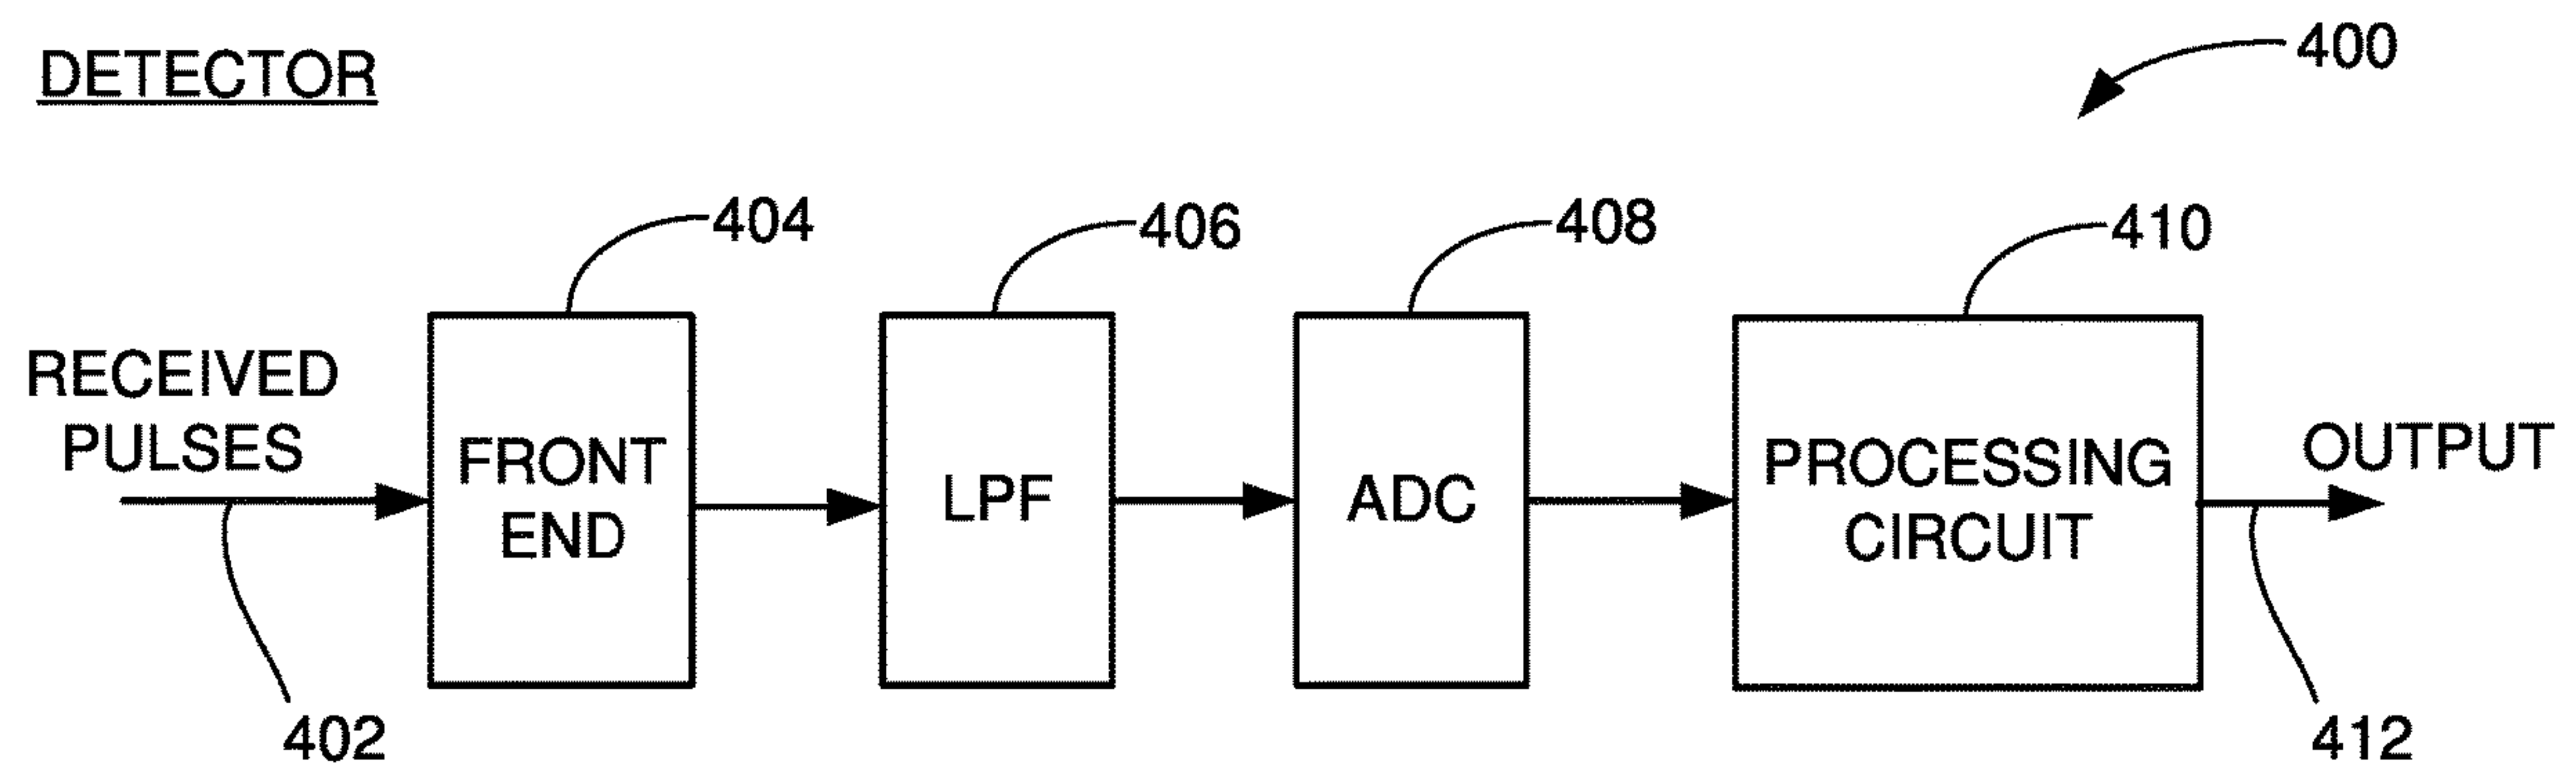 DETECTOR
400
404
406
408
410
RECEIVED
PULSES
FRONT
END
LPF
ADC
PROCESSING
CIRCUIT
OUTPUT
402
412